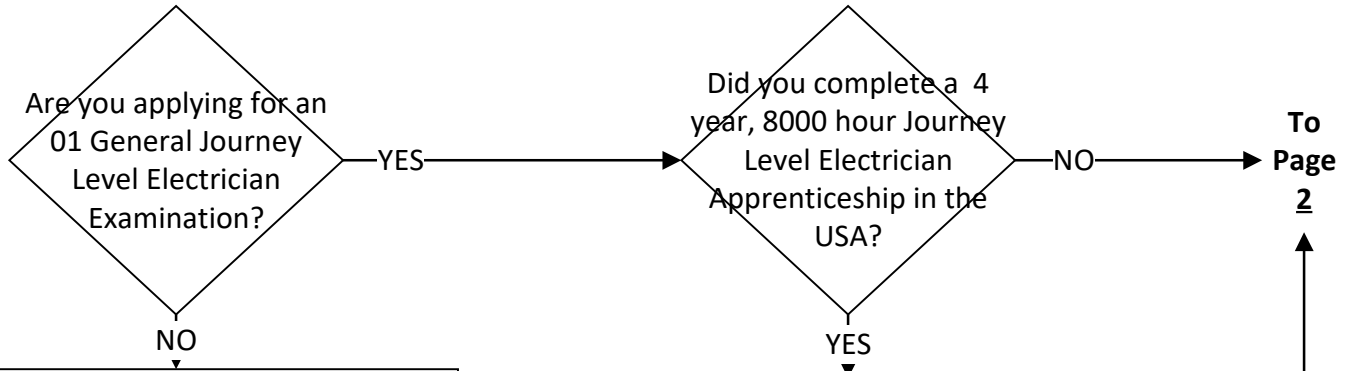 Are you applying for an
01 General Journey
Level Electrician
Examination?
YES
Did you complete a 4
year, 8000 hour Journey
Level Electrician
Apprenticeship in the
USA?
NO
To
Page
2
NO
YES